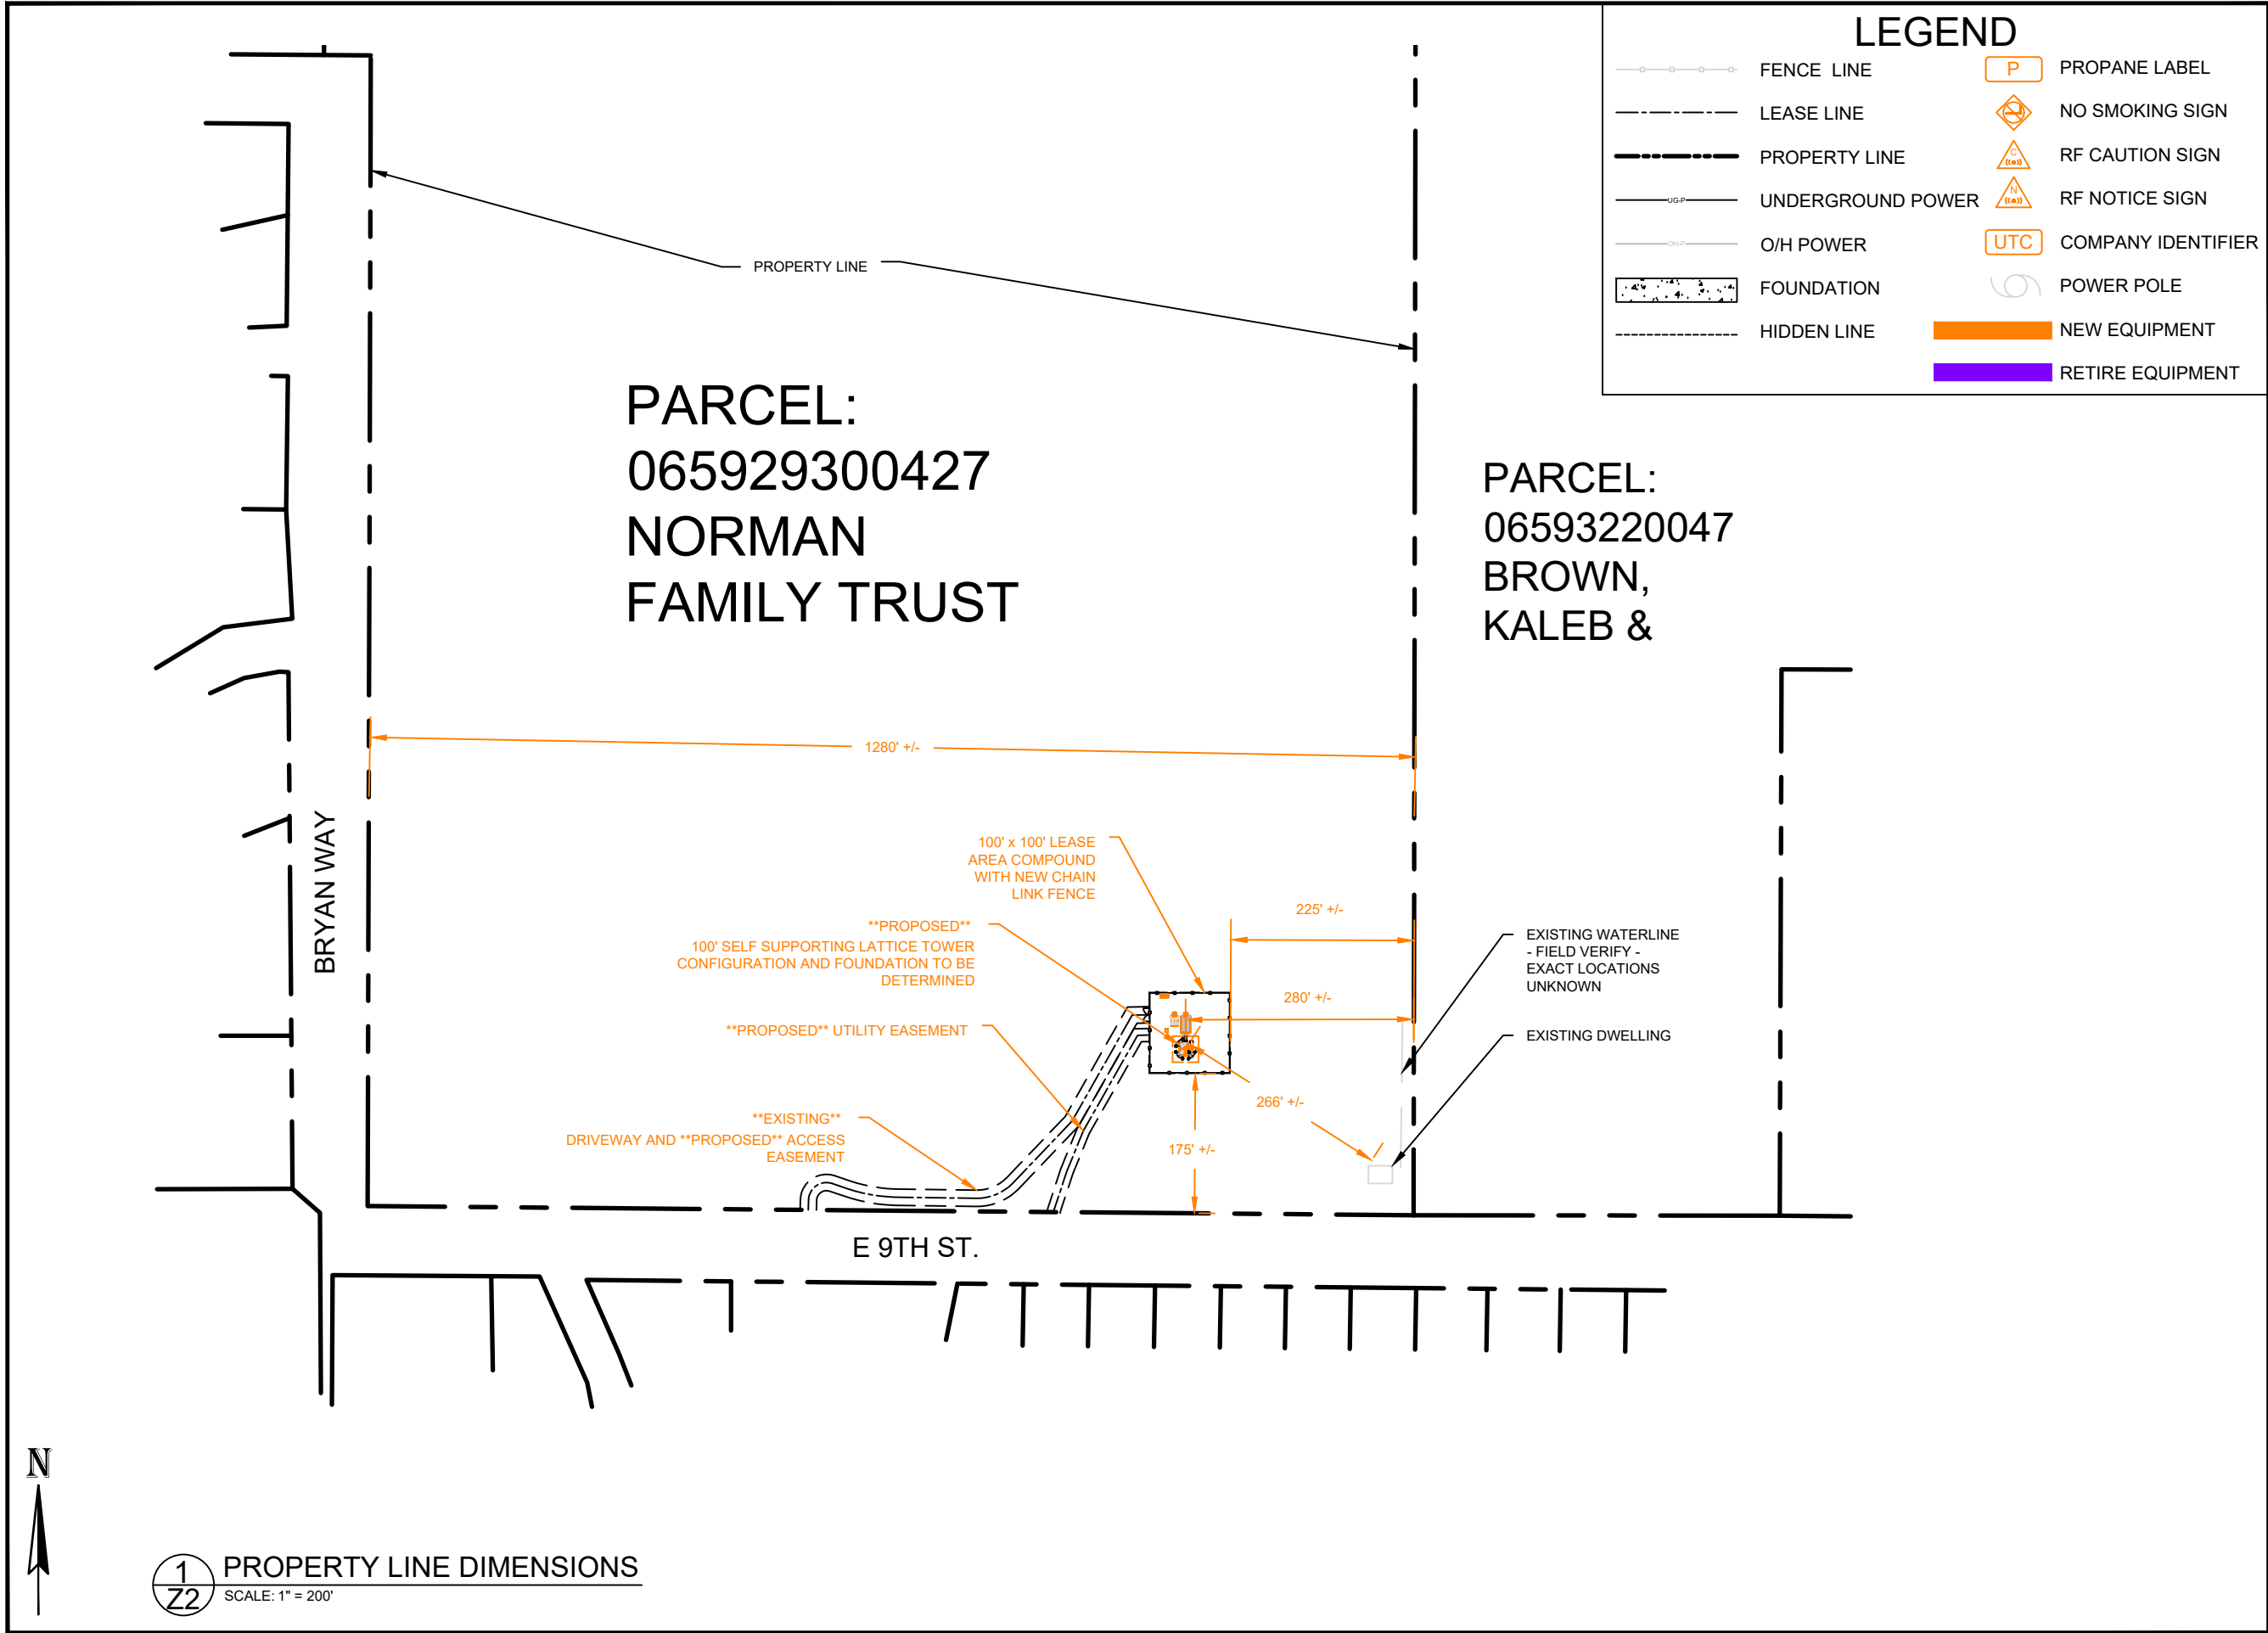 LEGEND
FENCE LINE
LEASE LINE
PROPERTY LINE
UG-P
UNDERGROUND POWER
OH-P
O/H POWER
FOUNDATION
HIDDEN LINE
P
PROPANE LABEL
NO SMOKING SIGN
C
((•))
RF CAUTION SIGN
N
((•))
RF NOTICE SIGN
UTC
COMPANY IDENTIFIER
POWER POLE
NEW EQUIPMENT
RETIRE EQUIPMENT
PROPERTY LINE
PARCEL:
065929300427
NORMAN
FAMILY TRUST
PARCEL:
06593220047
BROWN,
KALEB &
1280' +/-
BRYAN WAY
100' x 100' LEASE
AREA COMPOUND
WITH NEW CHAIN
LINK FENCE
225' +/-
**PROPOSED**
100' SELF SUPPORTING LATTICE TOWER
CONFIGURATION AND FOUNDATION TO BE
DETERMINED
EXISTING WATERLINE
- FIELD VERIFY -
EXACT LOCATIONS
UNKNOWN
280' +/-
**PROPOSED** UTILITY EASEMENT
EXISTING DWELLING
266' +/-
**EXISTING**
DRIVEWAY AND **PROPOSED** ACCESS
EASEMENT
175' +/-
E 9TH ST.
N
1
Z2
PROPERTY LINE DIMENSIONS
SCALE: 1" = 200'